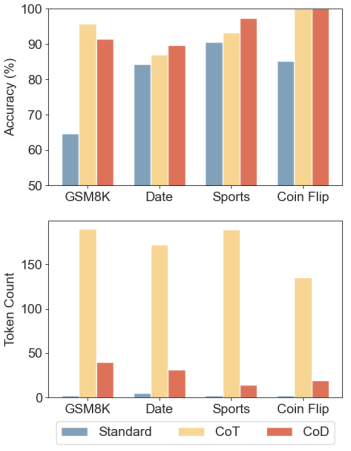 100
90
80
70
60
50
Accuracy (%)
GSM8K Date Sports Coin Flip
150
100
50
0
Token Count
GSM8K Date Sports Coin Flip
Standard CoT CoD